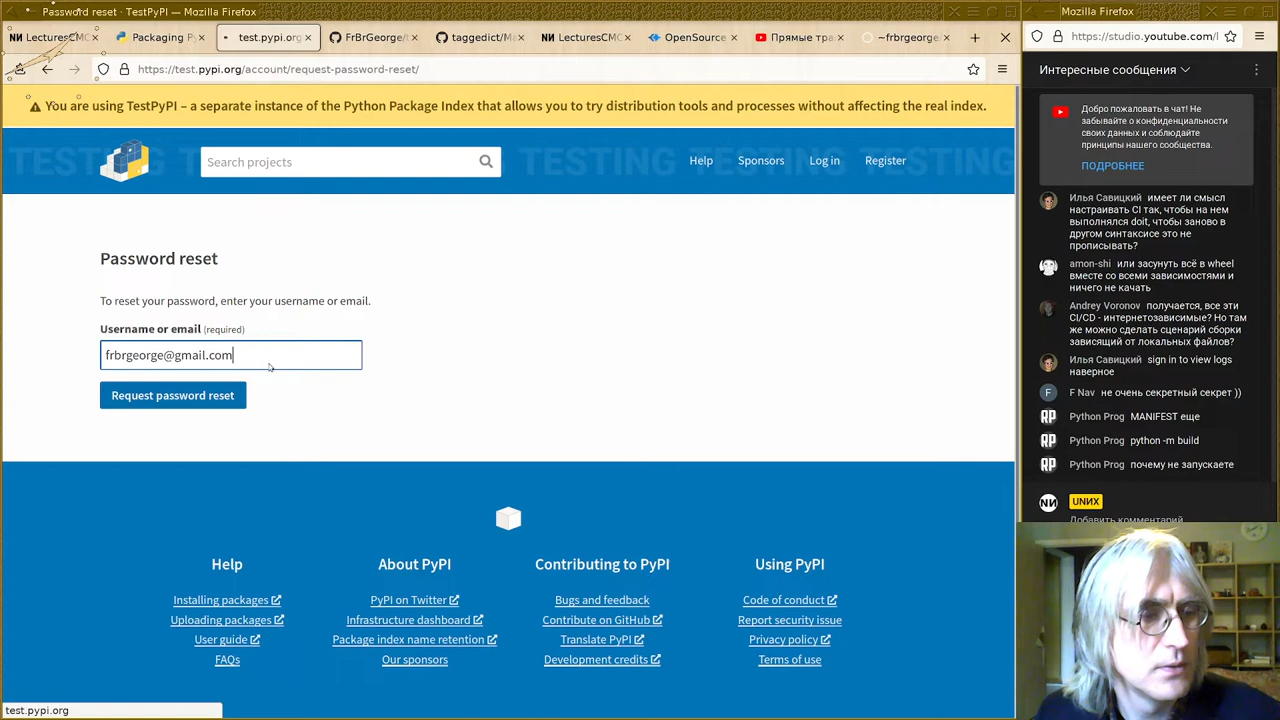 Password reset · TestPyPI — Mozilla Firefox
LecturesCMC
Packaging Py
test.pypi.org
FrBrGeorge/t
taggedict/Ma
LecturesCMC
OpenSource
Прямые тра
~frbrgeorge
https://test.pypi.org/account/request-password-reset/
You are using TestPyPI – a separate instance of the Python Package Index that allows you to try distribution tools and processes without affecting the real index.
TESTING TESTING TESTING TESTING
Search projects
Help
Sponsors
Log in
Register
Password reset
To reset your password, enter your username or email.
Username or email (required)
frbrgeorge@gmail.com
Request password reset
Help
Installing packages
Uploading packages
User guide
FAQs
About PyPI
PyPI on Twitter
Infrastructure dashboard
Package index name retention
Our sponsors
Contributing to PyPI
Bugs and feedback
Contribute on GitHub
Translate PyPI
Development credits
Using PyPI
Code of conduct
Report security issue
Privacy policy
Terms of use
test.pypi.org
Mozilla Firefox
https://studio.youtube.com/l
Интересные сообщения
Добро пожаловать в чат! Не
забывайте о конфиденциальности
своих данных и соблюдайте
принципы нашего сообщества.
ПОДРОБНЕЕ
Илья Савицкий имеет ли смысл
настраивать CI так, чтобы на нем
выполнялся doit, чтобы заново в
другом синтаксисе это не
прописывать?
amon-shi или засунуть всё в wheel
вместе со всеми зависимостями и
ничего не качать
Andrey Voronov получается, все эти
CI/CD - интернетозависимые? Но там
же можно сделать сценарий сборки
зависящий от локальных файлов?
Илья Савицкий sign in to view logs
наверное
F
F Nav не очень секретный секрет ))
Python Prog MANIFEST еще
Python Prog python -m build
Python Prog почему не запускаете
UNИX
Добавить комментарий